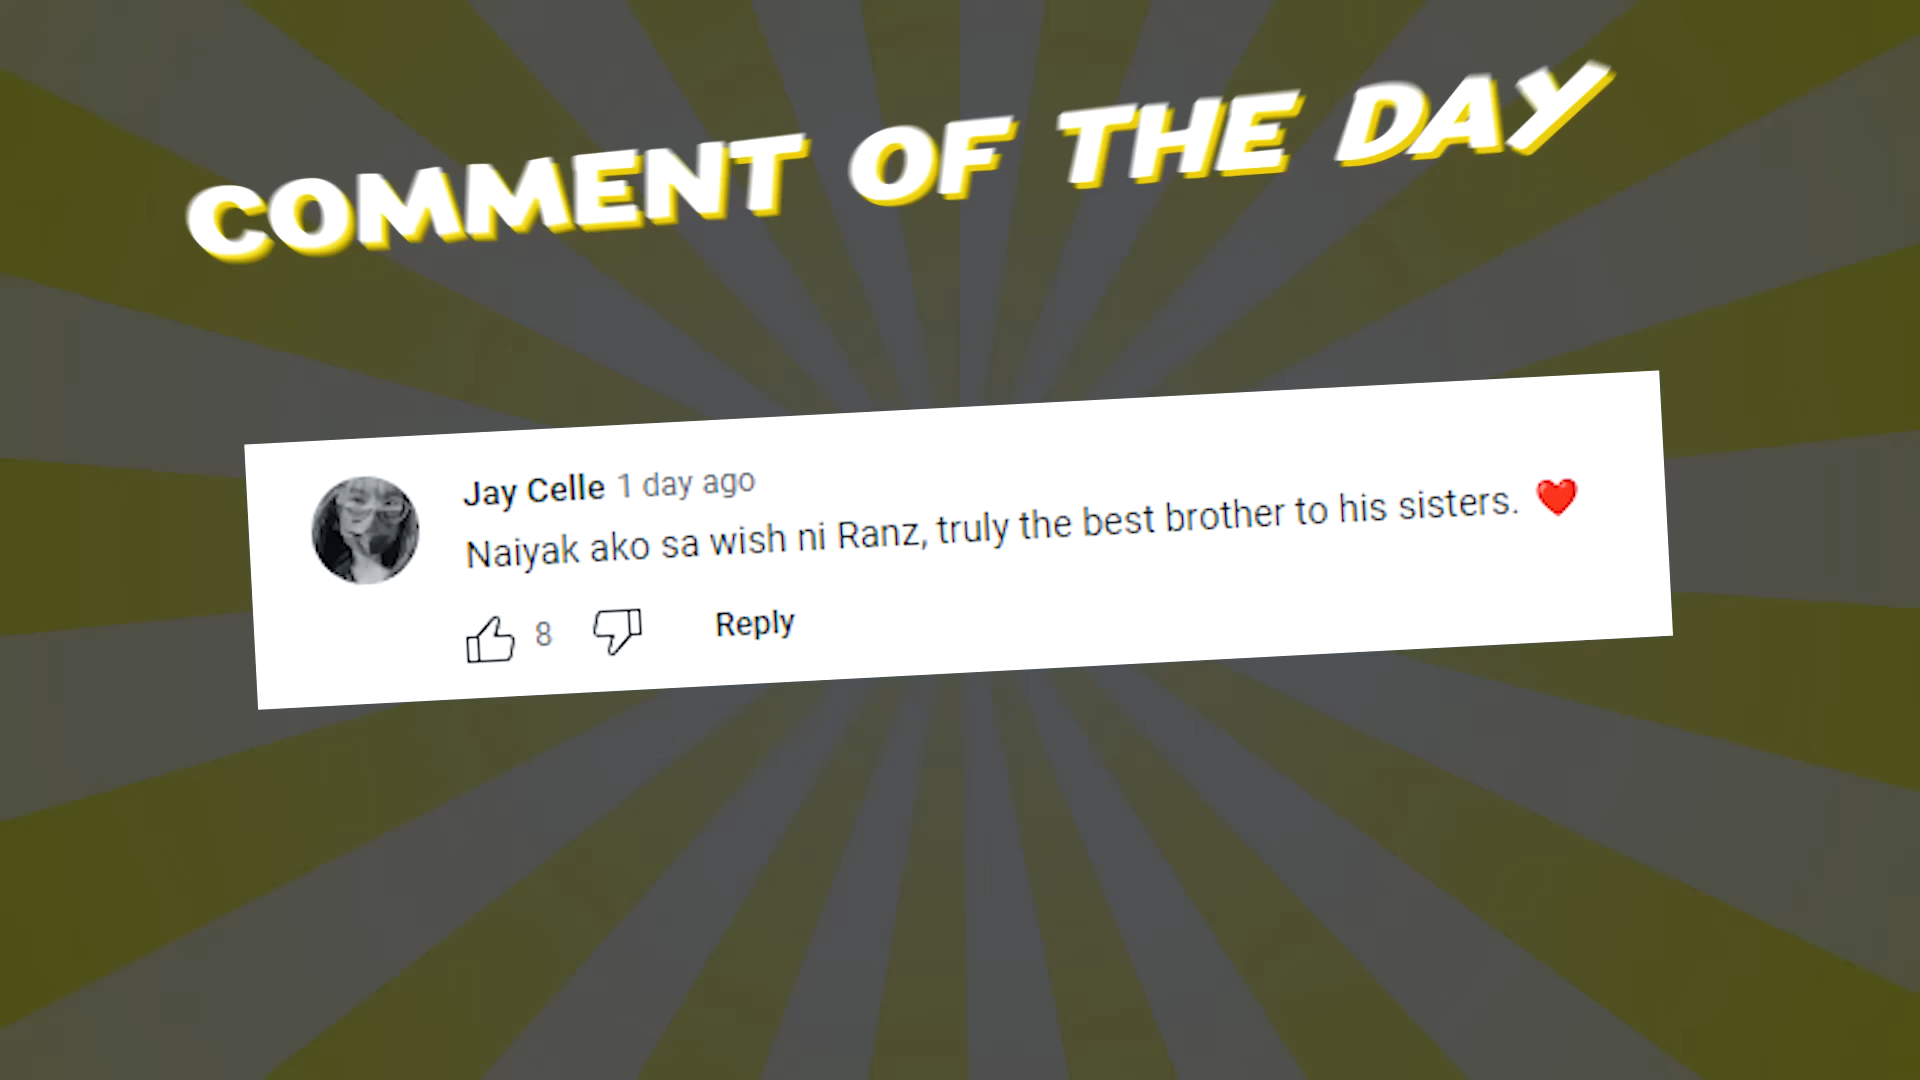 COMMENT OF THE DAY
Jay Celle 1 day ago
Naiyak ako sa wish ni Ranz, truly the best brother to his sisters. ❤️
8 Reply